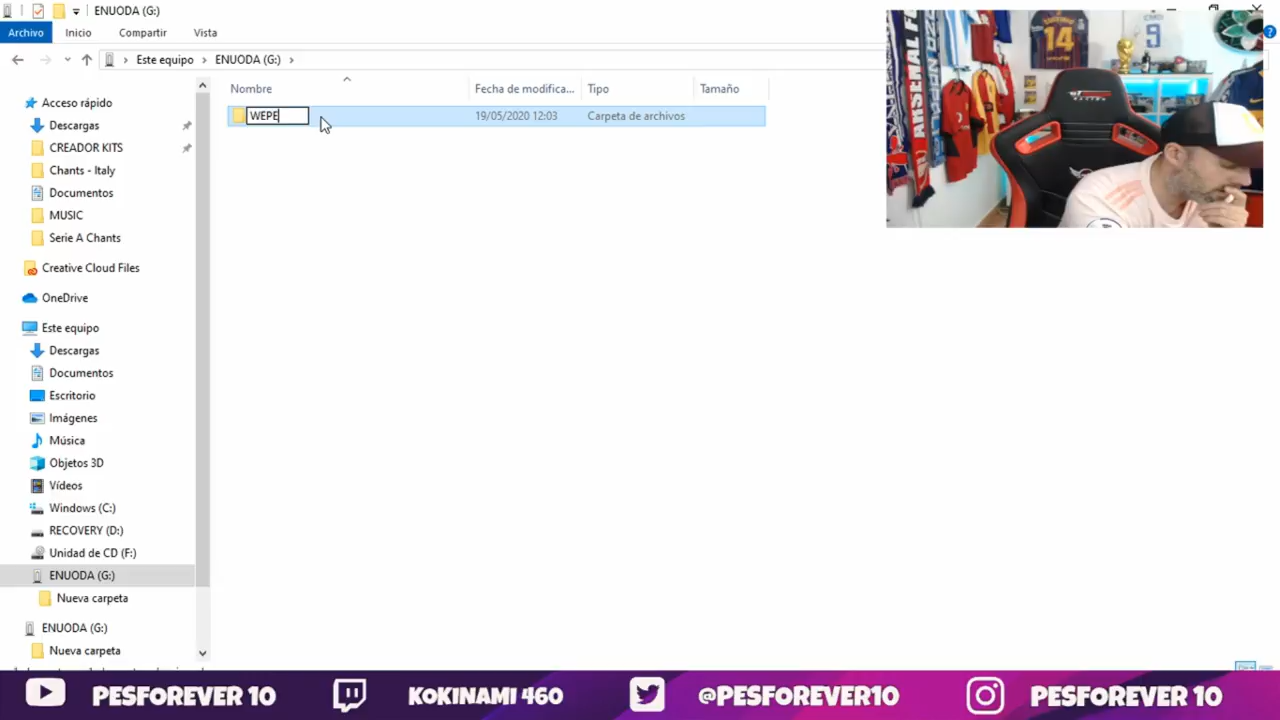 ENUODA (G:)
Archivo Inicio Compartir Vista
Este equipo ENUODA (G:)
Nombre Fecha de modifica... Tipo Tamaño
WEPE 19/05/2020 12:03 Carpeta de archivos
Acceso rápido
Descargas
CREADOR KITS
Chants - Italy
Documentos
MUSIC
Serie A Chants
Creative Cloud Files
OneDrive
Este equipo
Descargas
Documentos
Escritorio
Imágenes
Música
Objetos 3D
Vídeos
Windows (C:)
RECOVERY (D:)
Unidad de CD (F:)
ENUODA (G:)
Nueva carpeta
ENUODA (G:)
Nueva carpeta
14
9
ARSENAL F
PESFOREVER 10 KOKINAMI 460 @PESFOREVER10 PESFOREVER 10